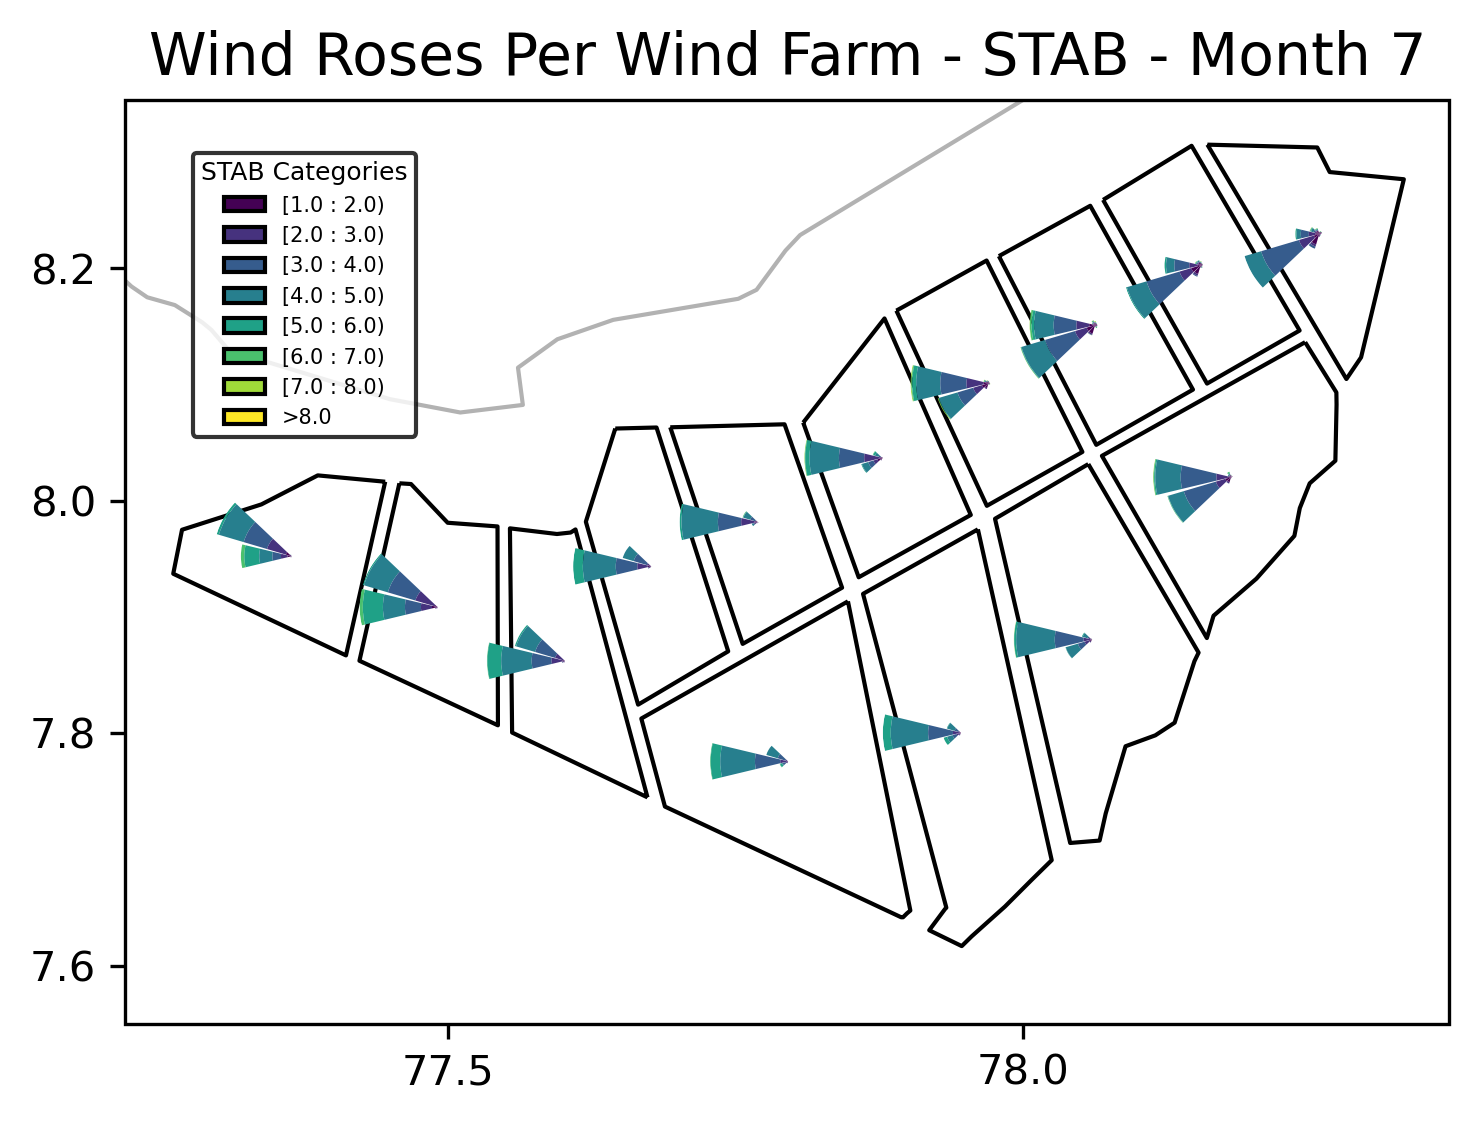 Wind Roses Per Wind Farm - STAB - Month 7
STAB Categories
[1.0 : 2.0)
[2.0 : 3.0)
[3.0 : 4.0)
[4.0 : 5.0)
[5.0 : 6.0)
[6.0 : 7.0)
[7.0 : 8.0)
>8.0
8.2
8.0
7.8
7.6
77.5
78.0